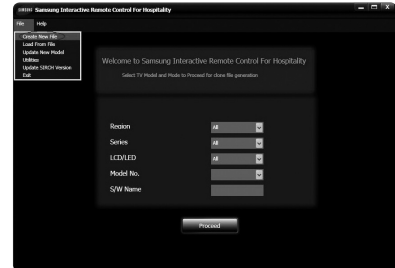 Samsung Interactive Remote Control For Hospitality
File Help
Create New File
Load From File
Update New Model
Utilities
Update SIRCH Version
Exit
Welcome to Samsung Interactive Remote Control For Hospitality
Select TV Model and Mode to Proceed for clone file generation
Region All
Series All
LCD/LED All
Model No.
S/W Name
Proceed